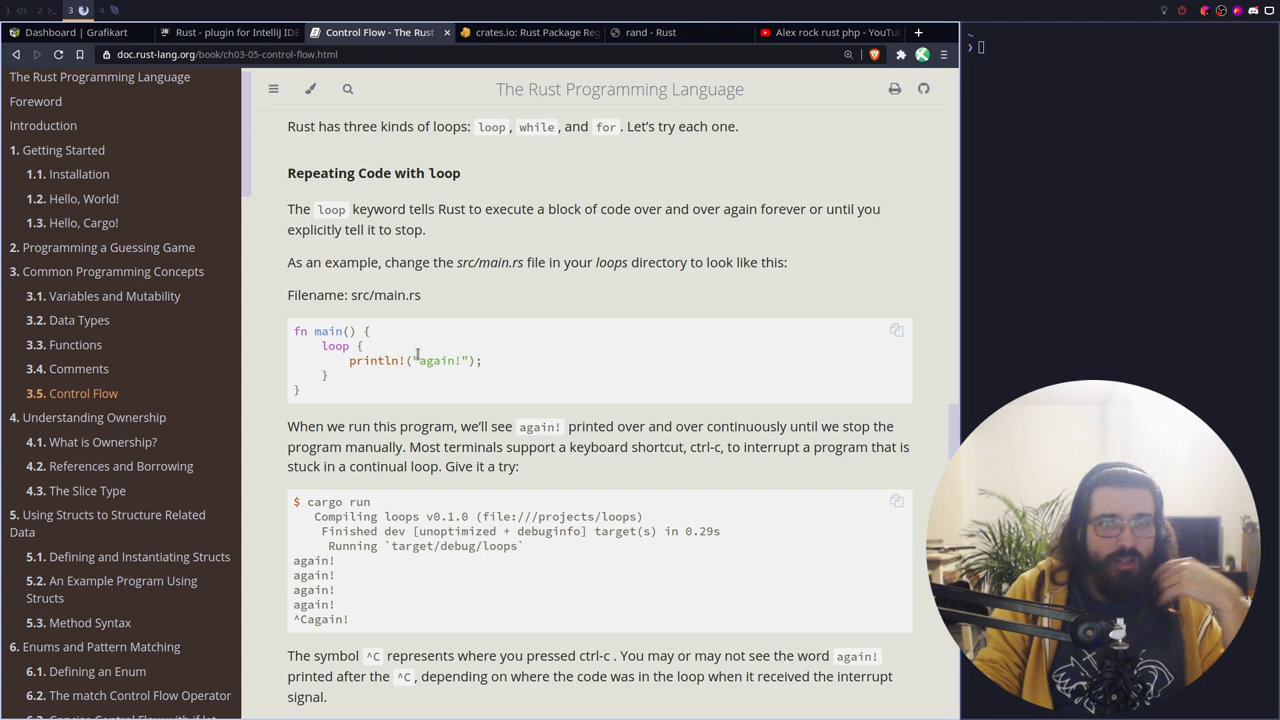 1
2
3
4
Dashboard | Grafikart
Rust - plugin for IntelliJ IDE
Control Flow - The Rust
crates.io: Rust Package Reg
rand - Rust
Alex rock rust php - YouTu
doc.rust-lang.org/book/ch03-05-control-flow.html
The Rust Programming Language
Foreword
Introduction
1. Getting Started
1.1. Installation
1.2. Hello, World!
1.3. Hello, Cargo!
2. Programming a Guessing Game
3. Common Programming Concepts
3.1. Variables and Mutability
3.2. Data Types
3.3. Functions
3.4. Comments
3.5. Control Flow
4. Understanding Ownership
4.1. What is Ownership?
4.2. References and Borrowing
4.3. The Slice Type
5. Using Structs to Structure Related
Data
5.1. Defining and Instantiating Structs
5.2. An Example Program Using
Structs
5.3. Method Syntax
6. Enums and Pattern Matching
6.1. Defining an Enum
6.2. The match Control Flow Operator
6.3. Concise Control Flow with if let
The Rust Programming Language
Rust has three kinds of loops: loop, while, and for. Let's try each one.
Repeating Code with loop
The loop keyword tells Rust to execute a block of code over and over again forever or until you
explicitly tell it to stop.
As an example, change the src/main.rs file in your loops directory to look like this:
Filename: src/main.rs
fn main() {
loop {
println!("again!");
}
}
When we run this program, we'll see again! printed over and over continuously until we stop the
program manually. Most terminals support a keyboard shortcut, ctrl-c, to interrupt a program that is
stuck in a continual loop. Give it a try:
$ cargo run
Compiling loops v0.1.0 (file:///projects/loops)
Finished dev [unoptimized + debuginfo] target(s) in 0.29s
Running `target/debug/loops`
again!
again!
again!
again!
^Cagain!
The symbol ^C represents where you pressed ctrl-c . You may or may not see the word again!
printed after the ^C, depending on where the code was in the loop when it received the interrupt
signal.
~
❯